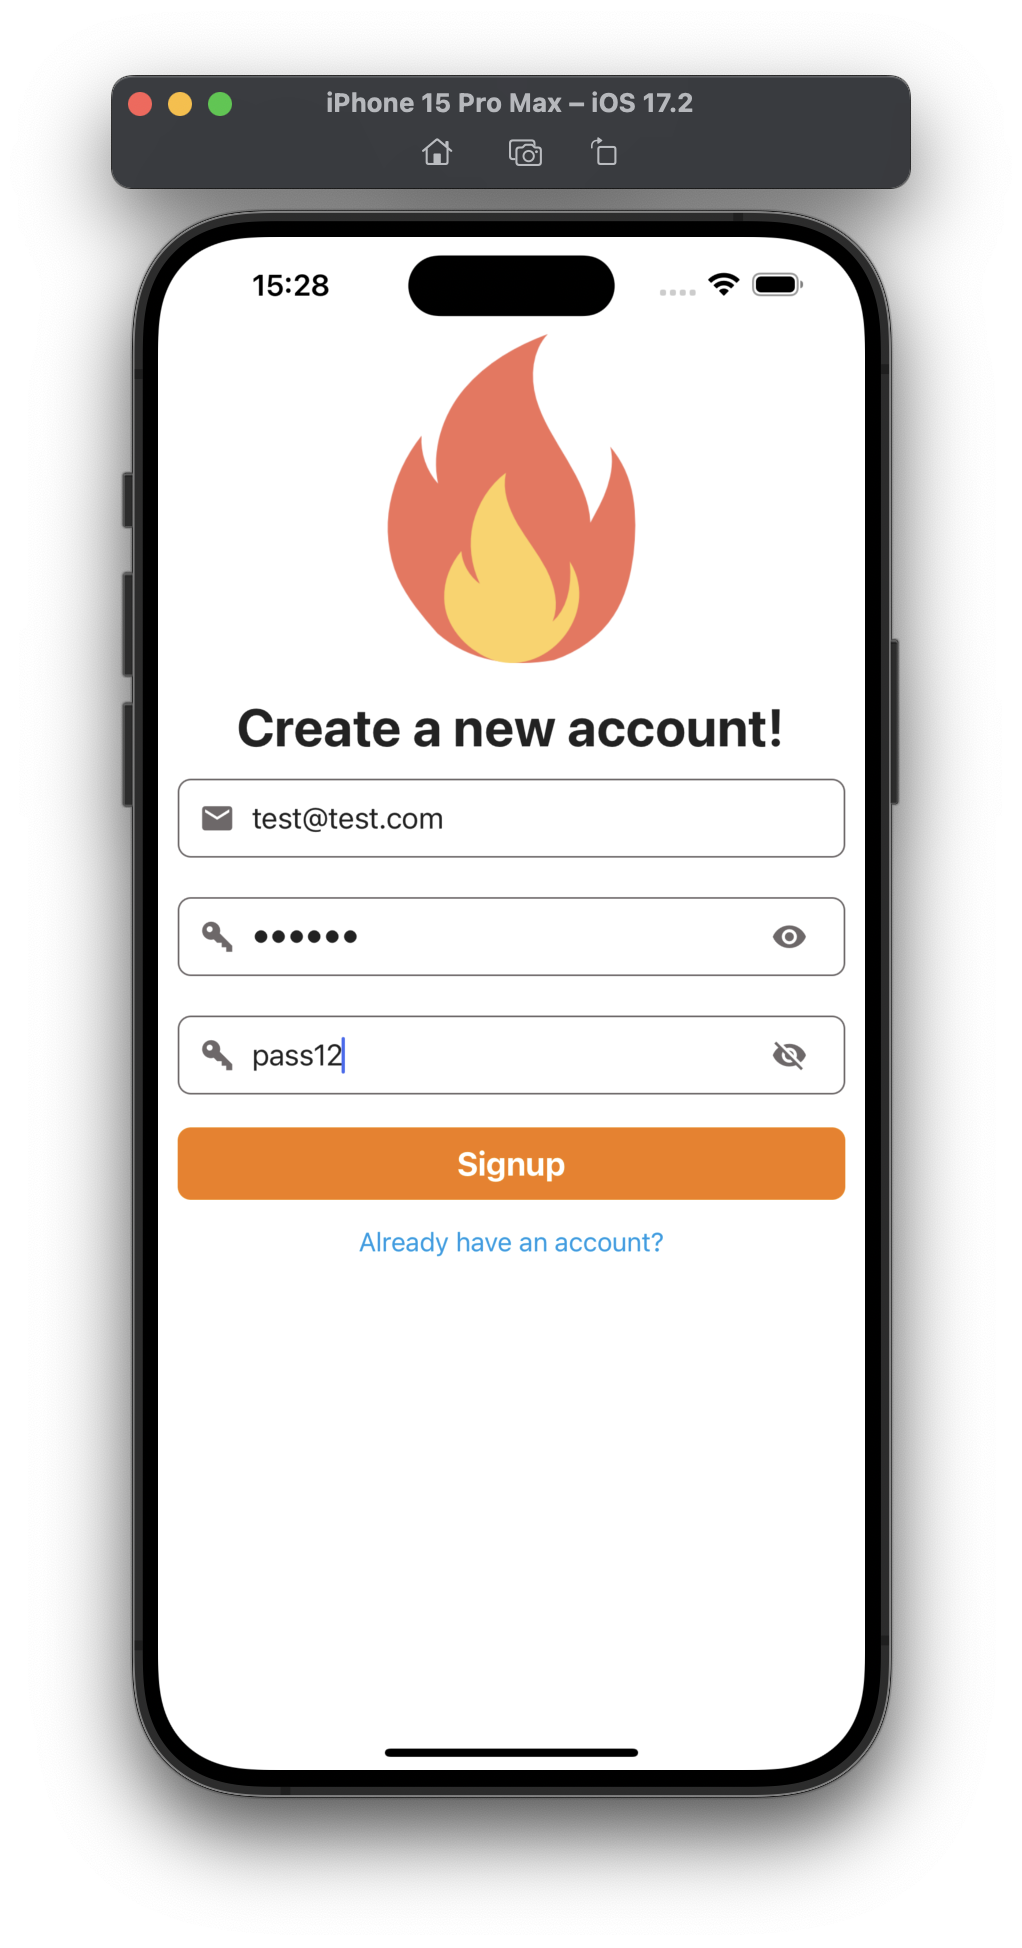 iPhone 15 Pro Max – iOS 17.2
15:28
Create a new account!
test@test.com
••••••
pass12
Signup
Already have an account?